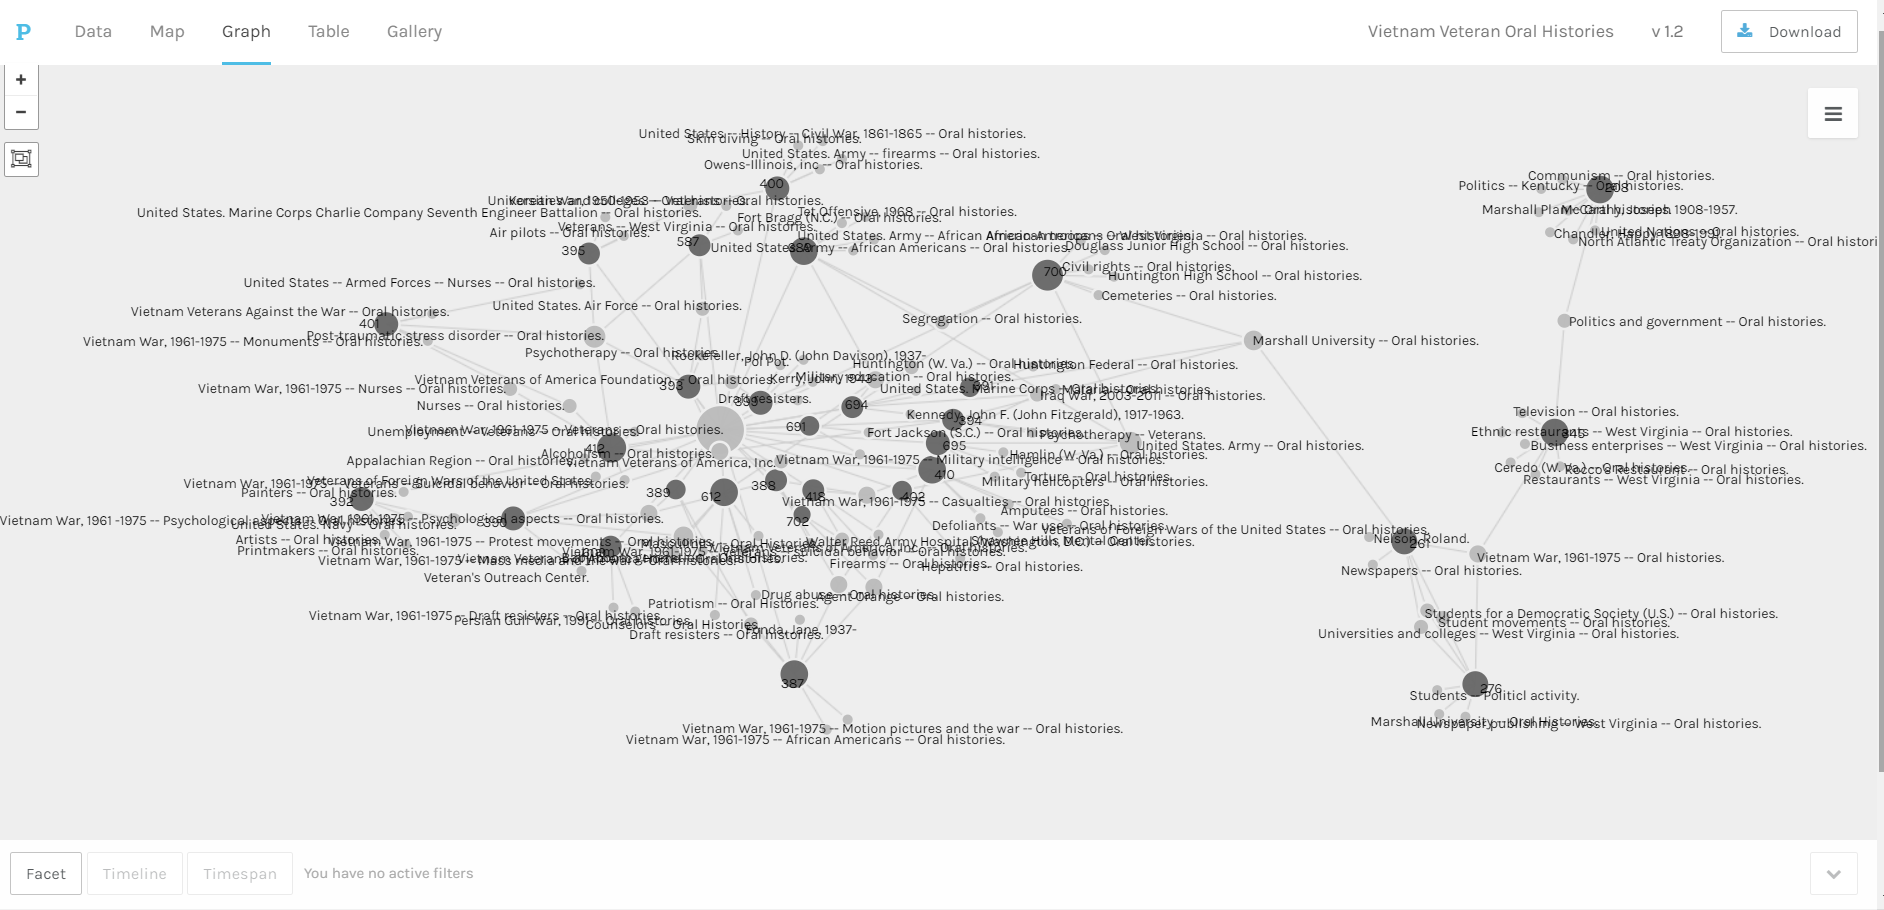 P Data Map Graph Table Gallery Vietnam Veteran Oral Histories v 1.2 Download
+
−
United States -- History -- Civil War, 1861-1865 -- Oral histories.
Skin diving -- Oral histories.
United States. Army -- firearms -- Oral histories.
Owens-Illinois, inc -- Oral histories.
400
Communism -- Oral histories.
Politics -- Kentucky -- Oral histories.
Korean War, 1950-1953 -- Oral histories.
United States. Marine Corps Charlie Company Seventh Engineer Battalion -- Oral histories.
Tet Offensive, 1968 -- Oral histories.
Fort Bragg (N.C.) -- Oral histories.
McCarthy, Joseph, 1908-1957.
Veterans -- West Virginia -- Oral histories.
Air pilots -- Oral histories.
587
395
United States. Army -- African Americans -- Oral histories.
Douglass Junior High School -- Oral histories.
United Nations -- Oral histories.
North Atlantic Treaty Organization -- Oral histori
700
Civil rights -- Oral histories.
Huntington High School -- Oral histories.
United States -- Armed Forces -- Nurses -- Oral histories.
Cemeteries -- Oral histories.
United States. Air Force -- Oral histories.
Vietnam Veterans Against the War -- Oral histories.
401
Segregation -- Oral histories.
Politics and government -- Oral histories.
Post-traumatic stress disorder -- Oral histories.
Vietnam War, 1961-1975 -- Monuments -- Oral histories.
Marshall University -- Oral histories.
Psychotherapy -- Oral histories.
Rockefeller, John D. (John Davison), 1937-
Pol Pot.
Huntington (W. Va.) -- Oral histories.
Huntington Federal -- Oral histories.
Vietnam Veterans of America Foundation -- Oral histories.
Kerry, John, 1943-
Military education -- Oral histories.
393
Vietnam War, 1961-1975 -- Nurses -- Oral histories.
United States. Marine Corps -- Oral histories.
Malaria -- Oral histories.
Iraq War, 2003-2011 -- Oral histories.
399
Draft resisters.
694
Nurses -- Oral histories.
Kennedy, John F. (John Fitzgerald), 1917-1963.
394
Television -- Oral histories.
691
Vietnam War, 1961-1975 -- Veterans -- Oral histories.
Unemployment -- Veterans -- Oral histories.
Fort Jackson (S.C.) -- Oral histories.
Psychotherapy -- Veterans.
Ethnic restaurants -- West Virginia -- Oral histories.
345
412
695
United States. Army -- Oral histories.
Business enterprises -- West Virginia -- Oral histories.
Alcoholism -- Oral histories.
Hamlin (W. Va.) -- Oral histories.
Appalachian Region -- Oral histories.
Vietnam Veterans of America, Inc.
Vietnam War, 1961-1975 -- Military intelligence -- Oral histories.
Ceredo (W. Va.) -- Oral histories.
Rocco's Restaurant -- Oral histories.
410
Torture -- Oral histories.
Veterans of Foreign Wars of the United States.
Vietnam War, 1961-1975 -- Veterans -- Suicidal behavior -- Oral histories.
Military helicopters -- Oral histories.
Restaurants -- West Virginia -- Oral histories.
388
Painters -- Oral histories.
389
612
418
402
392
Vietnam War, 1961-1975 -- Casualties -- Oral histories.
Amputees -- Oral histories.
Vietnam War, 1961 -1975 -- Psychological aspects -- Oral histories.
Vietnam War, 1961-1975 -- Psychological aspects -- Oral histories.
390
702
United States. Navy -- Oral histories.
Defoliants -- War use -- Oral histories.
Veterans of Foreign Wars of the United States -- Oral histories.
Artists -- Oral histories.
Vietnam War, 1961-1975 -- Protest movements -- Oral histories.
Walter Reed Army Hospital (Washington, D.C.) -- Oral histories.
Shawnee Hills Mental Center.
Nelson, Roland.
261
Printmakers -- Oral histories.
Vietnam War, 1961-1975 -- Mass media and the war -- Oral histories.
Vietnam War, 1961-1975 -- Oral histories.
Firearms -- Oral histories.
Hepatitis -- Oral histories.
Newspapers -- Oral histories.
Veteran's Outreach Center.
Drug abuse -- Oral histories.
Agent Orange -- Oral histories.
Patriotism -- Oral Histories.
Vietnam War, 1961-1975 -- Draft resisters -- Oral histories.
Persian Gulf War, 1991 -- Oral histories.
Counselors -- Oral Histories.
Students for a Democratic Society (U.S.) -- Oral histories.
Student movements -- Oral histories.
Fonda, Jane, 1937-
Draft resisters -- Oral histories.
Universities and colleges -- West Virginia -- Oral histories.
387
276
Students -- Politicl activity.
Marshall University -- Oral Histories.
Newspaper publishing -- West Virginia -- Oral histories.
Vietnam War, 1961-1975 -- Motion pictures and the war -- Oral histories.
Vietnam War, 1961-1975 -- African Americans -- Oral histories.
Facet Timeline Timespan You have no active filters